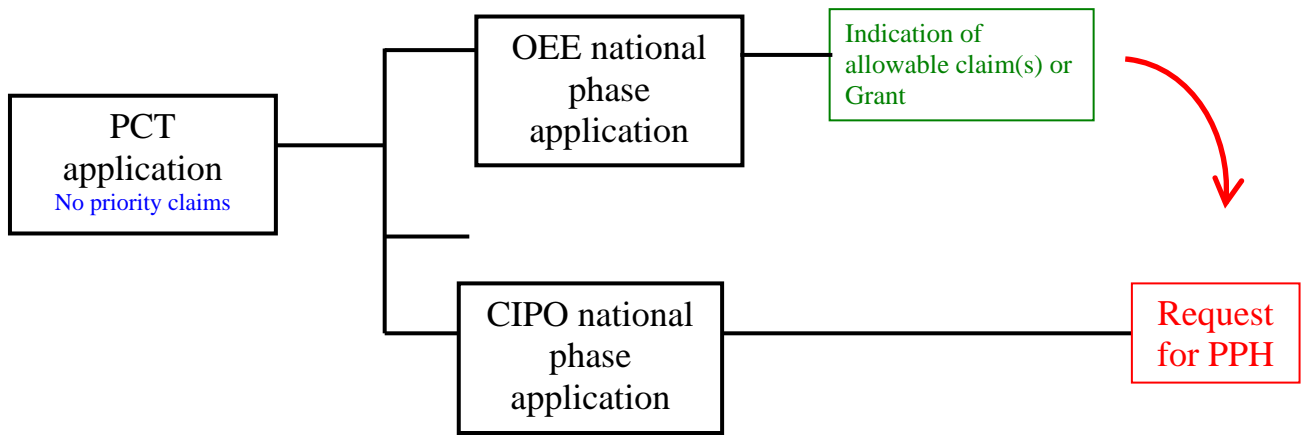 PCT
application
No priority claims
OEE national
phase
application
Indication of
allowable claim(s) or
Grant
CIPO national
phase
application
Request
for PPH